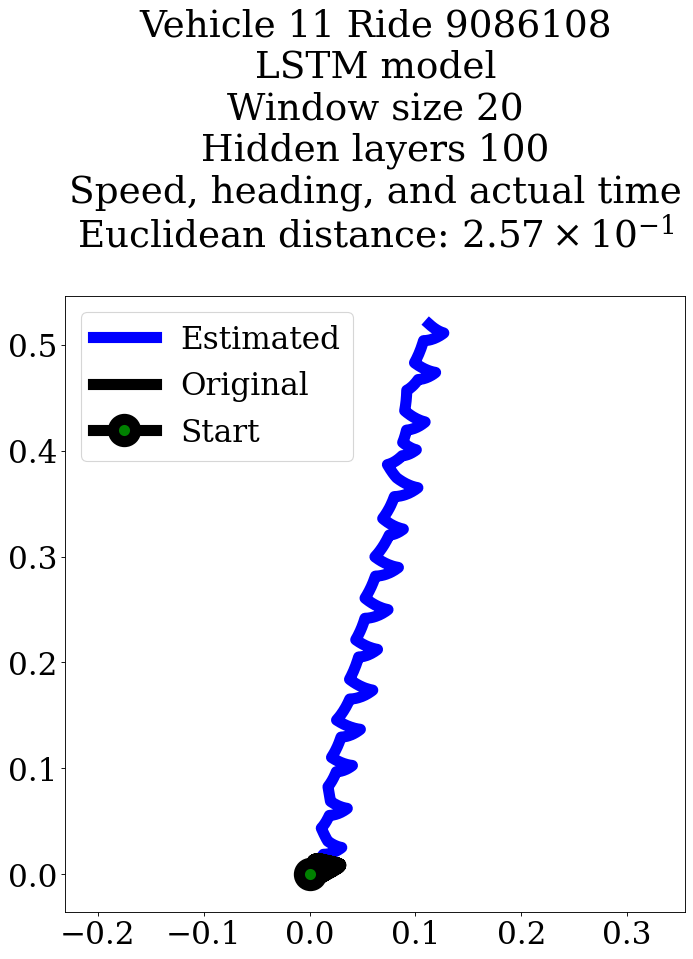 Vehicle 11 Ride 9086108
LSTM model
Window size 20
Hidden layers 100
Speed, heading, and actual time
Euclidean distance: 2.57 × 10⁻¹
Estimated
Original
Start
0.5
0.4
0.3
0.2
0.1
0.0
−0.2 −0.1 0.0 0.1 0.2 0.3